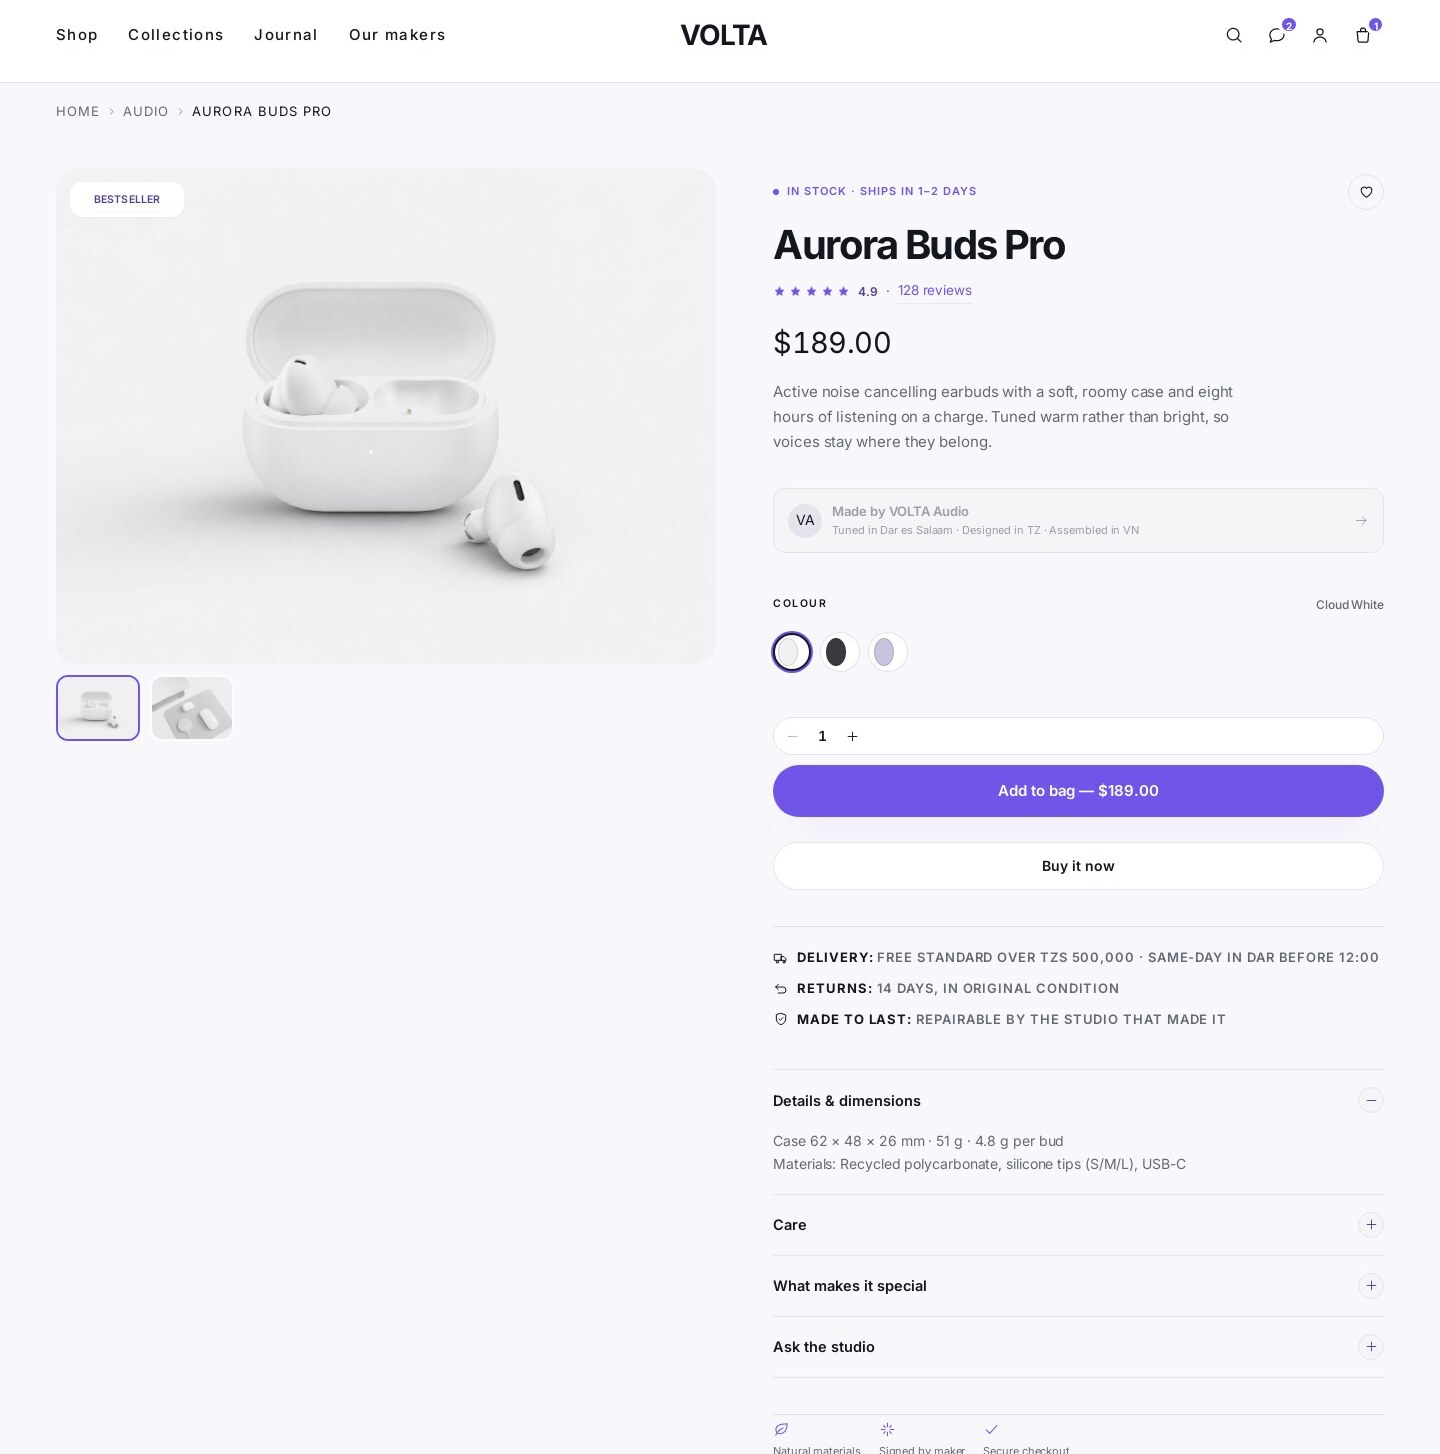 Shop Collections Journal Our makers VOLTA 2 1
HOME › AUDIO › AURORA BUDS PRO
BESTSELLER
IN STOCK · SHIPS IN 1–2 DAYS
Aurora Buds Pro
4.9 · 128 reviews
$189.00
Active noise cancelling earbuds with a soft, roomy case and eight
hours of listening on a charge. Tuned warm rather than bright, so
voices stay where they belong.
VA
Made by VOLTA Audio
Tuned in Dar es Salaam · Designed in TZ · Assembled in VN
COLOUR Cloud White
1
Add to bag — $189.00
Buy it now
DELIVERY: FREE STANDARD OVER TZS 500,000 · SAME-DAY IN DAR BEFORE 12:00
RETURNS: 14 DAYS, IN ORIGINAL CONDITION
MADE TO LAST: REPAIRABLE BY THE STUDIO THAT MADE IT
Details & dimensions
Case 62 × 48 × 26 mm · 51 g · 4.8 g per bud
Materials: Recycled polycarbonate, silicone tips (S/M/L), USB-C
Care
What makes it special
Ask the studio
Natural materials Signed by maker Secure checkout